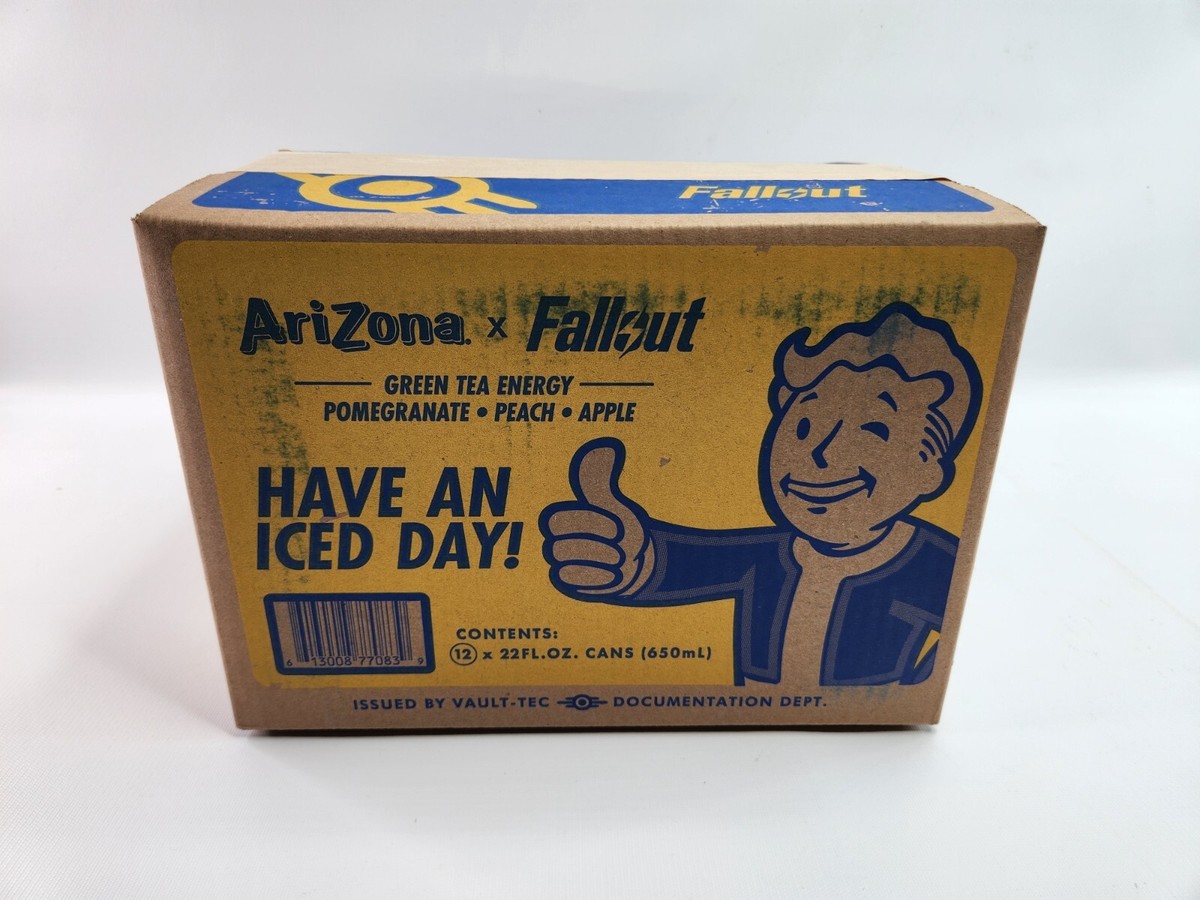 Fallout
AriZona x Fallout
GREEN TEA ENERGY
POMEGRANATE • PEACH • APPLE
HAVE AN
ICED DAY!
6 13008 77083 9
CONTENTS:
12 x 22FL.OZ. CANS (650mL)
ISSUED BY VAULT-TEC DOCUMENTATION DEPT.